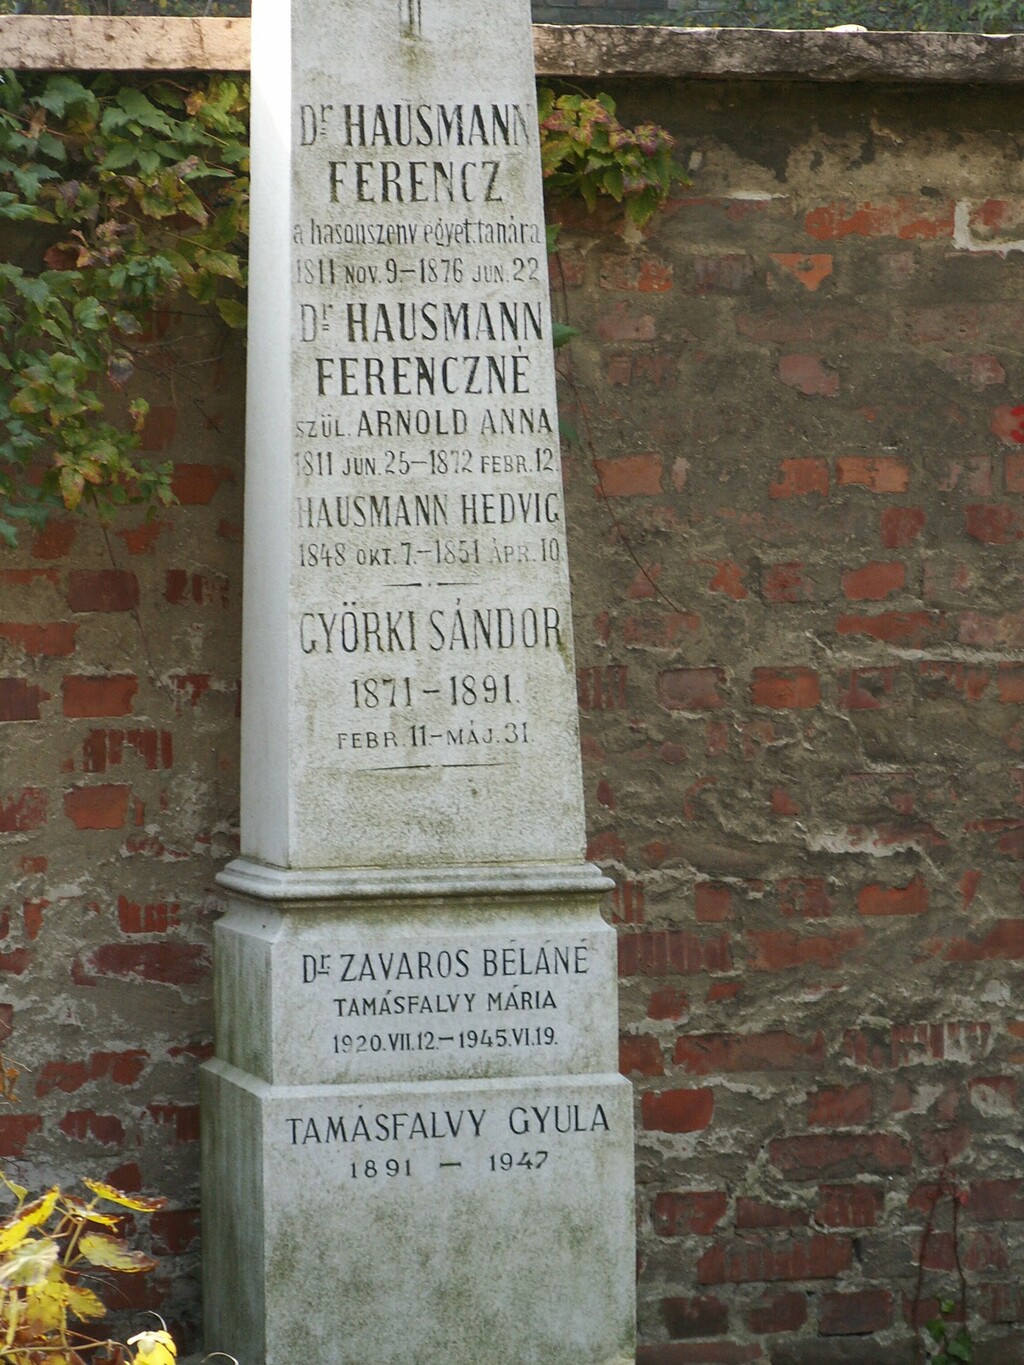 Dr HAUSMANN
FERENCZ
a hasonszenv egyet. tanára
1811 NOV. 9–1876 JUN. 22
Dr HAUSMANN
FERENCZNÉ
SZÜL. ARNOLD ANNA
1811 JUN. 25–1872 FEBR. 12.
HAUSMANN HEDVIG
1848 OKT. 7.–1851 ÁPR. 10
GYÖRKI SÁNDOR
1871–1891.
FEBR. 11–MÁJ. 31.
Dr ZAVAROS BÉLÁNÉ
TAMÁSFALVY MÁRIA
1920.VII.12.–1945.VI.19.
TAMÁSFALVY GYULA
1891 – 1947